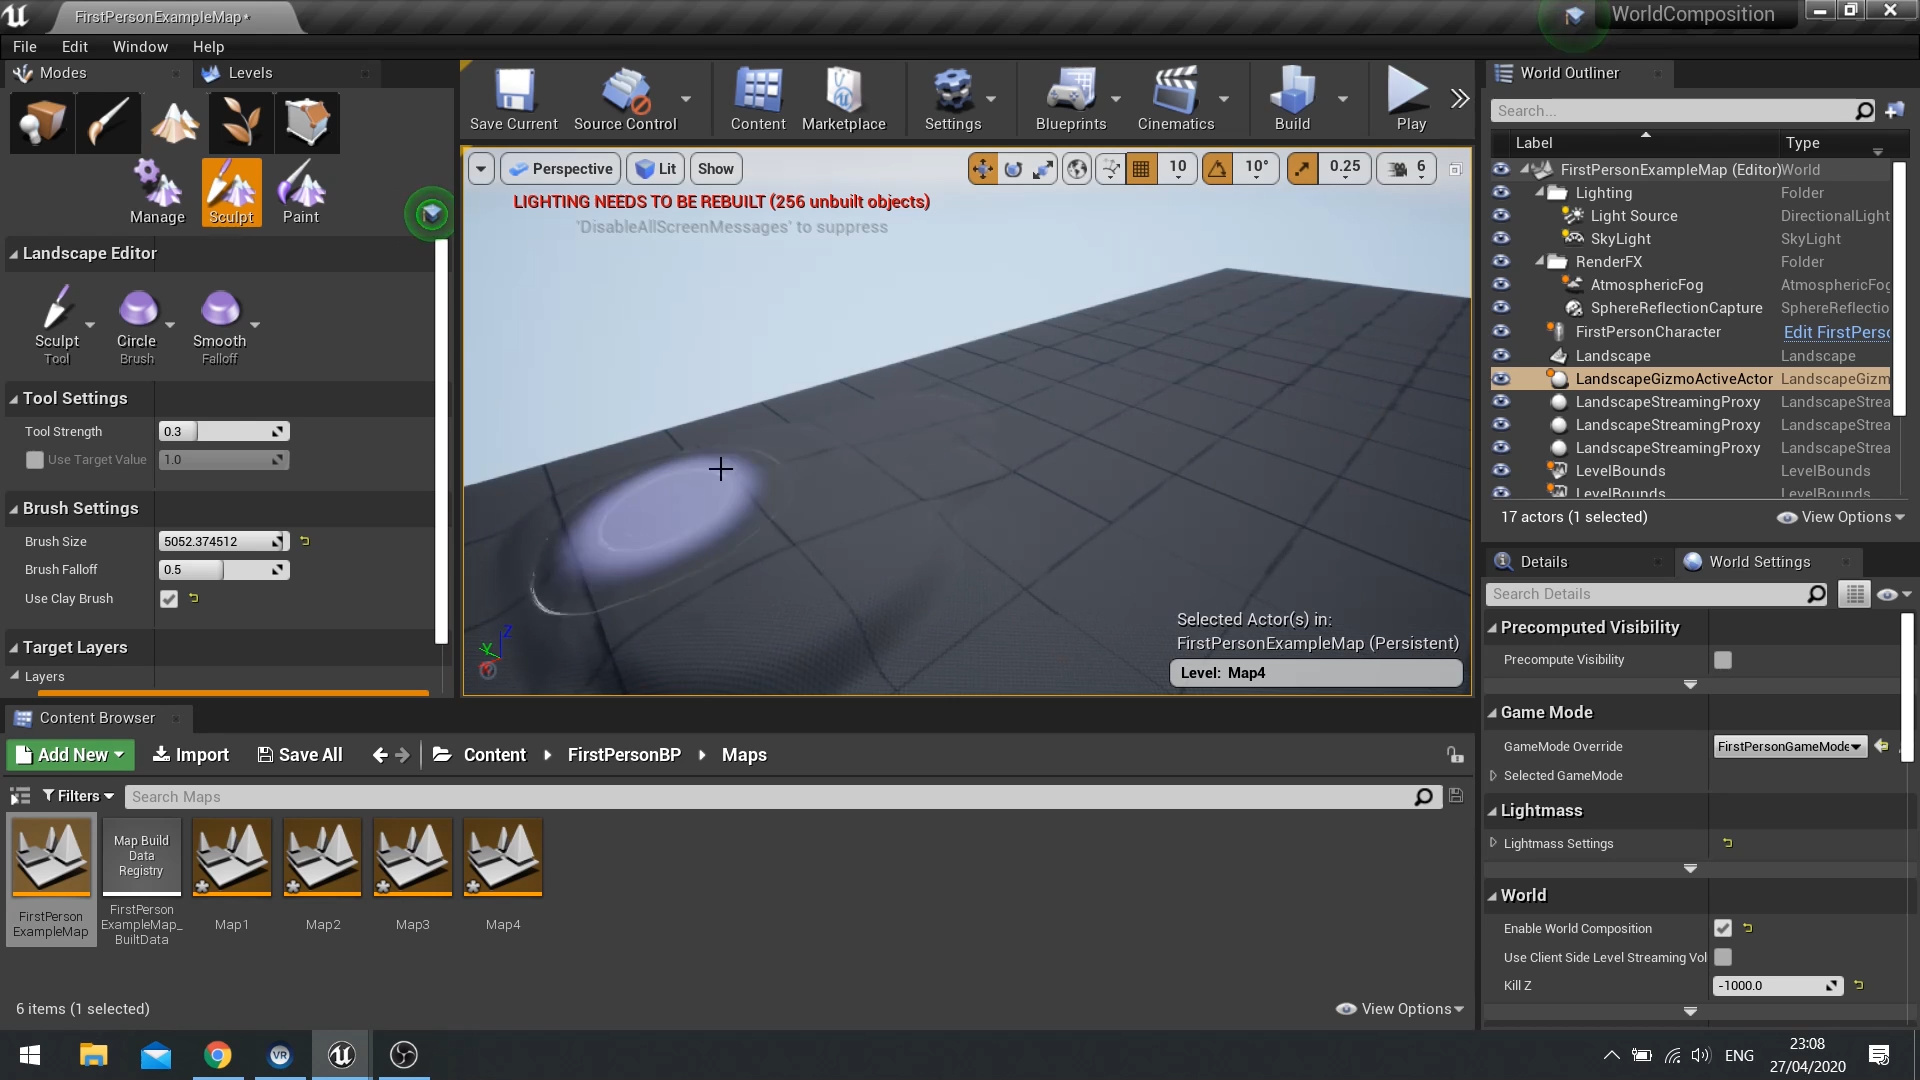 FirstPersonExampleMap*
WorldComposition
File Edit Window Help
Modes
Levels
Manage
Sculpt
Paint
Landscape Editor
Sculpt
Tool
Circle
Brush
Smooth
Falloff
Tool Settings
Tool Strength 0.3
Use Target Value 1.0
Brush Settings
Brush Size 5052.374512
Brush Falloff 0.5
Use Clay Brush
Target Layers
Layers
Save Current
Source Control
Content
Marketplace
Settings
Blueprints
Cinematics
Build
Play
Perspective
Lit
Show
10
10°
0.25
6
LIGHTING NEEDS TO BE REBUILT (256 unbuilt objects)
'DisableAllScreenMessages' to suppress
Z
Y
Selected Actor(s) in:
FirstPersonExampleMap (Persistent)
Level: Map4
World Outliner
Search...
Label Type
FirstPersonExampleMap (Editor) World
Lighting Folder
Light Source DirectionalLight
SkyLight SkyLight
RenderFX Folder
AtmosphericFog AtmosphericFog
SphereReflectionCapture SphereReflectio
FirstPersonCharacter Edit FirstPerso
Landscape Landscape
LandscapeGizmoActiveActor LandscapeGizm
LandscapeStreamingProxy LandscapeStrea
LandscapeStreamingProxy LandscapeStrea
LandscapeStreamingProxy LandscapeStrea
LevelBounds LevelBounds
LevelBounds LevelBounds
17 actors (1 selected)
View Options
Details
World Settings
Search Details
Precomputed Visibility
Precompute Visibility
Game Mode
GameMode Override FirstPersonGameMode
Selected GameMode
Lightmass
Lightmass Settings
World
Enable World Composition
Use Client Side Level Streaming Vol
Kill Z -1000.0
Content Browser
Add New
Import
Save All
Content
FirstPersonBP
Maps
Filters
Search Maps
FirstPerson
ExampleMap
Map Build
Data
Registry
FirstPerson
ExampleMap_
BuiltData
Map1
Map2
Map3
Map4
6 items (1 selected)
View Options
VR
ENG
23:08
27/04/2020